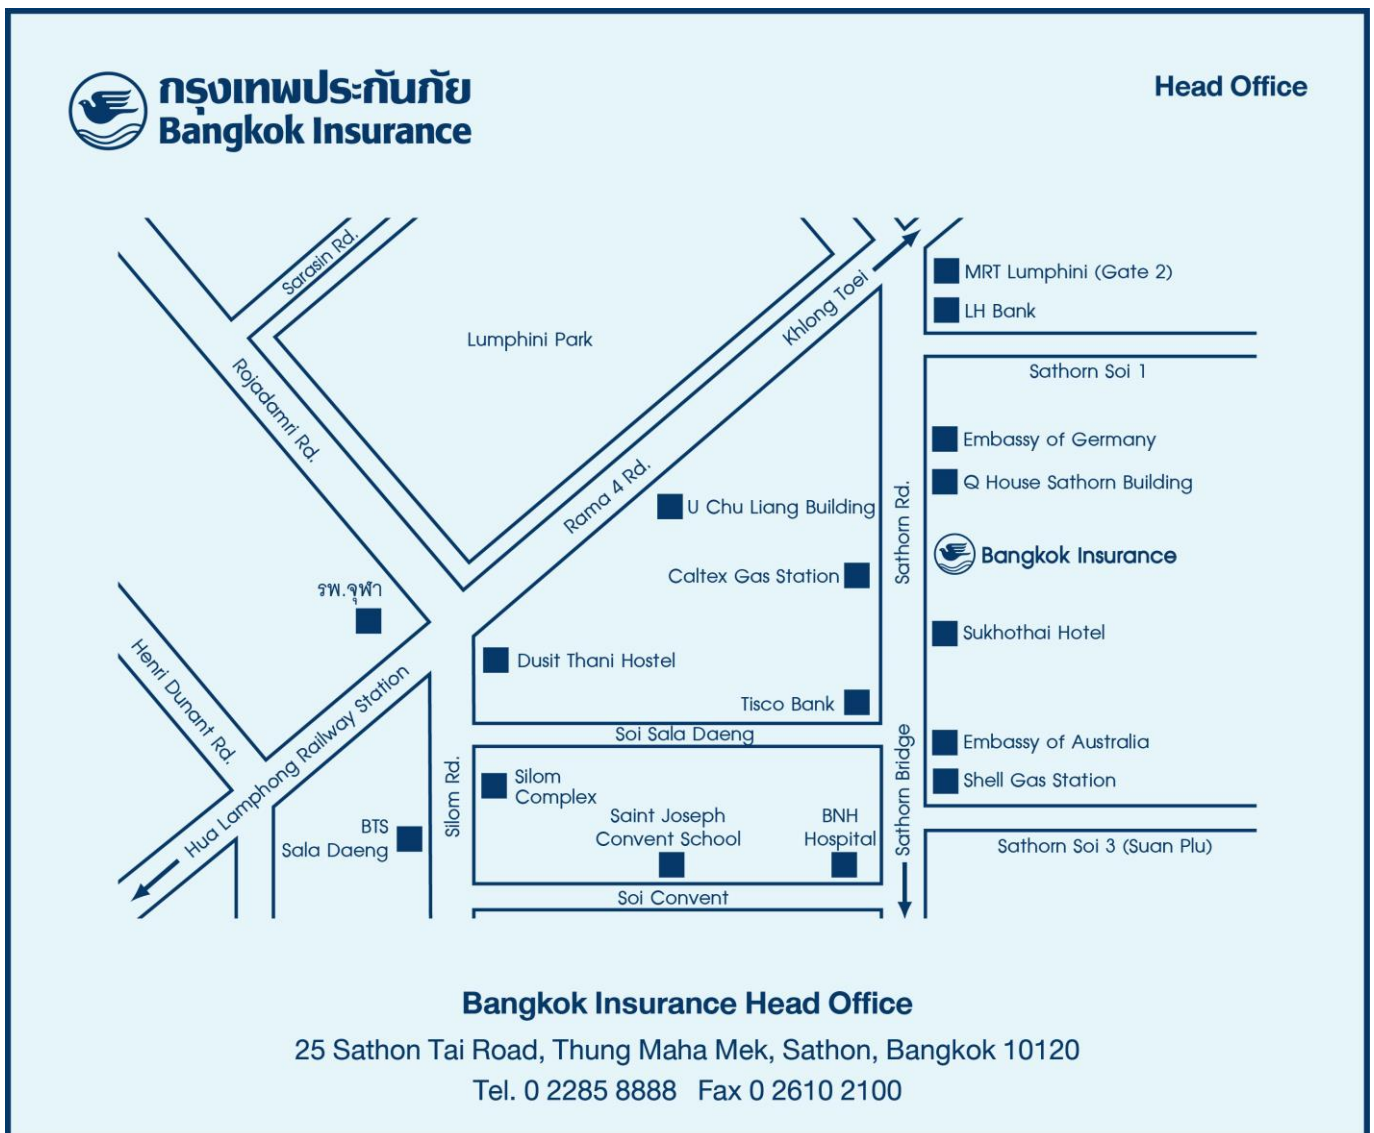 กรุงเทพประกันภัย
Bangkok Insurance
Head Office
Sarasin Rd.
Khlong Toei
MRT Lumphini (Gate 2)
LH Bank
Lumphini Park
Sathorn Soi 1
Rojadamri Rd.
Embassy of Germany
Rama 4 Rd.
Q House Sathorn Building
U Chu Liang Building
Sathorn Rd.
Bangkok Insurance
Caltex Gas Station
รพ.จุฬา
Sukhothai Hotel
Henri Dunant Rd.
Dusit Thani Hostel
Tisco Bank
Hua Lamphong Railway Station
Soi Sala Daeng
Embassy of Australia
Silom Rd.
Silom
Complex
Sathorn Bridge
Shell Gas Station
BTS
Sala Daeng
Saint Joseph
Convent School
BNH
Hospital
Sathorn Soi 3 (Suan Plu)
Soi Convent
Bangkok Insurance Head Office
25 Sathon Tai Road, Thung Maha Mek, Sathon, Bangkok 10120
Tel. 0 2285 8888 Fax 0 2610 2100